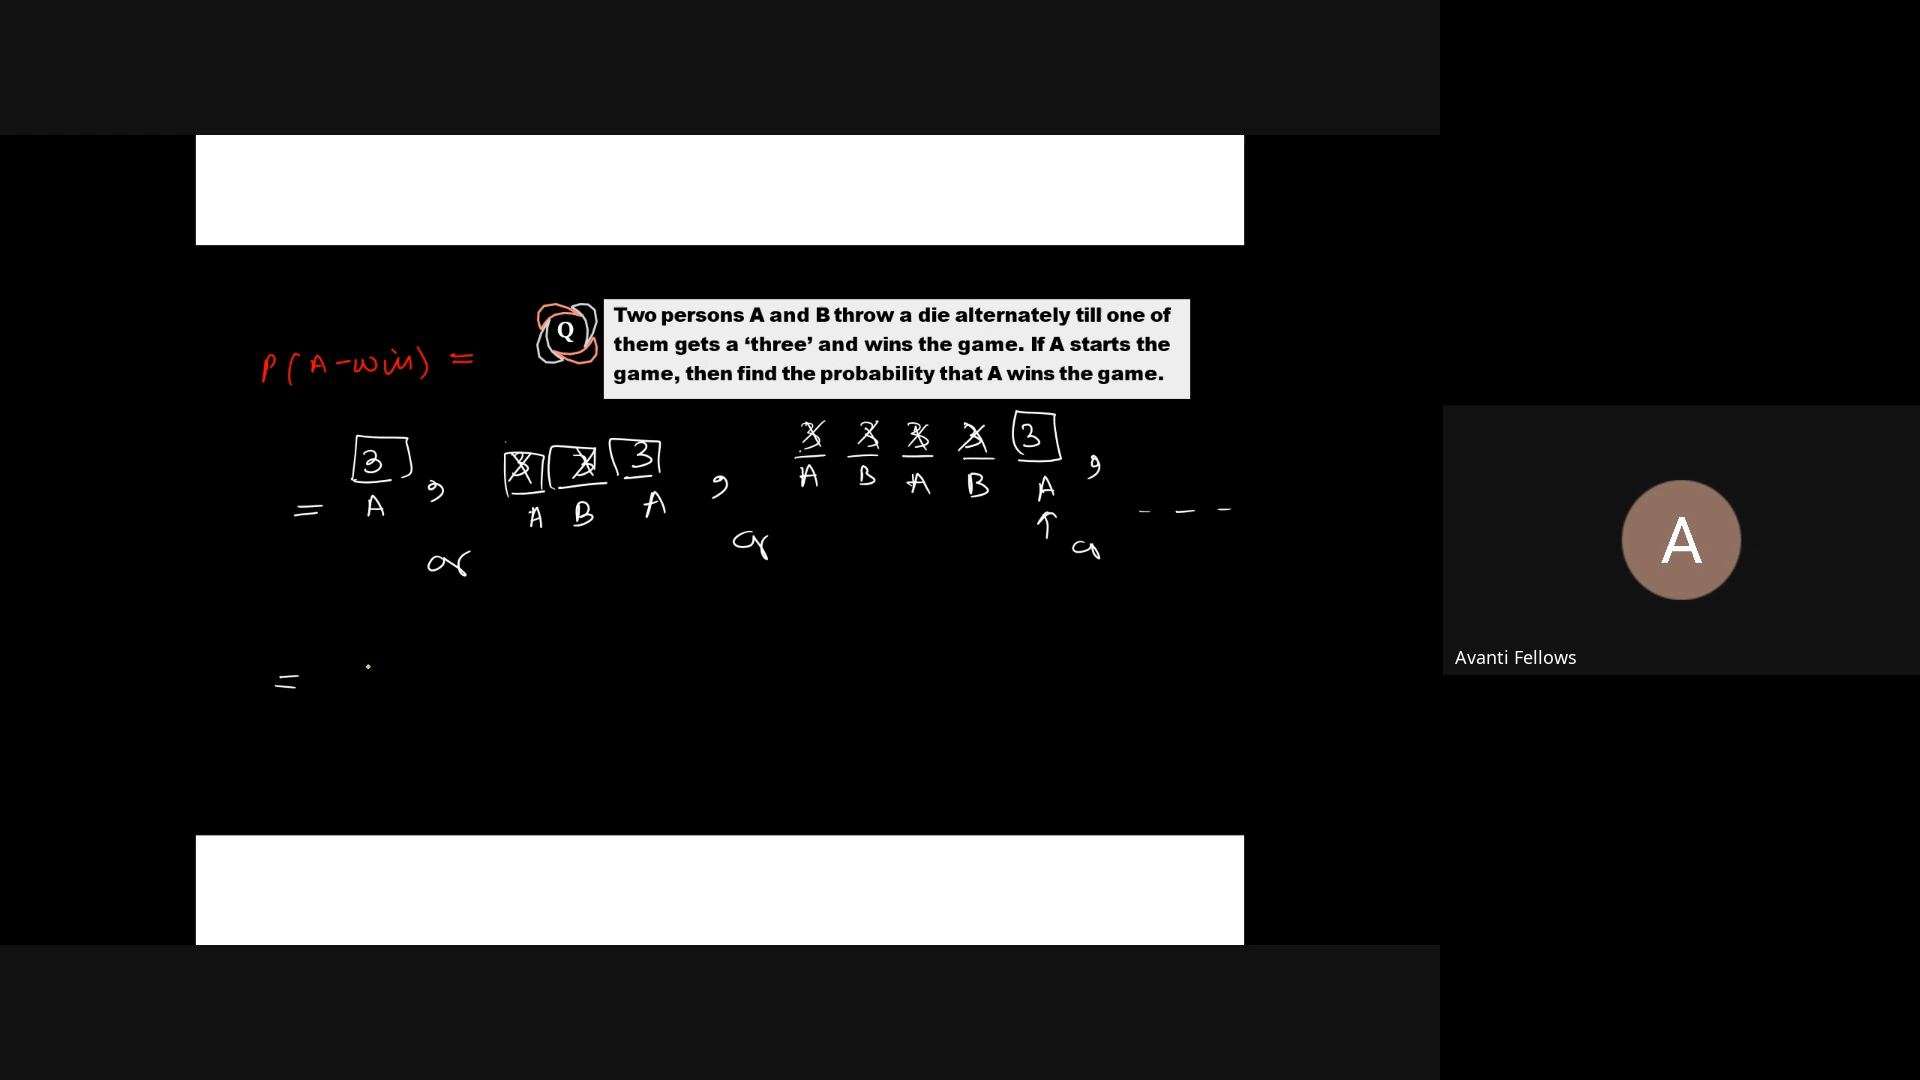 Q
Two persons A and B throw a die alternately till one of
them gets a ‘three’ and wins the game. If A starts the
game, then find the probability that A wins the game.
P(A-win) =
= 3 , 3 3 3 , 3 3 3 3 3 , - - -
A A B A A B A B A
or or or
=
A
Avanti Fellows